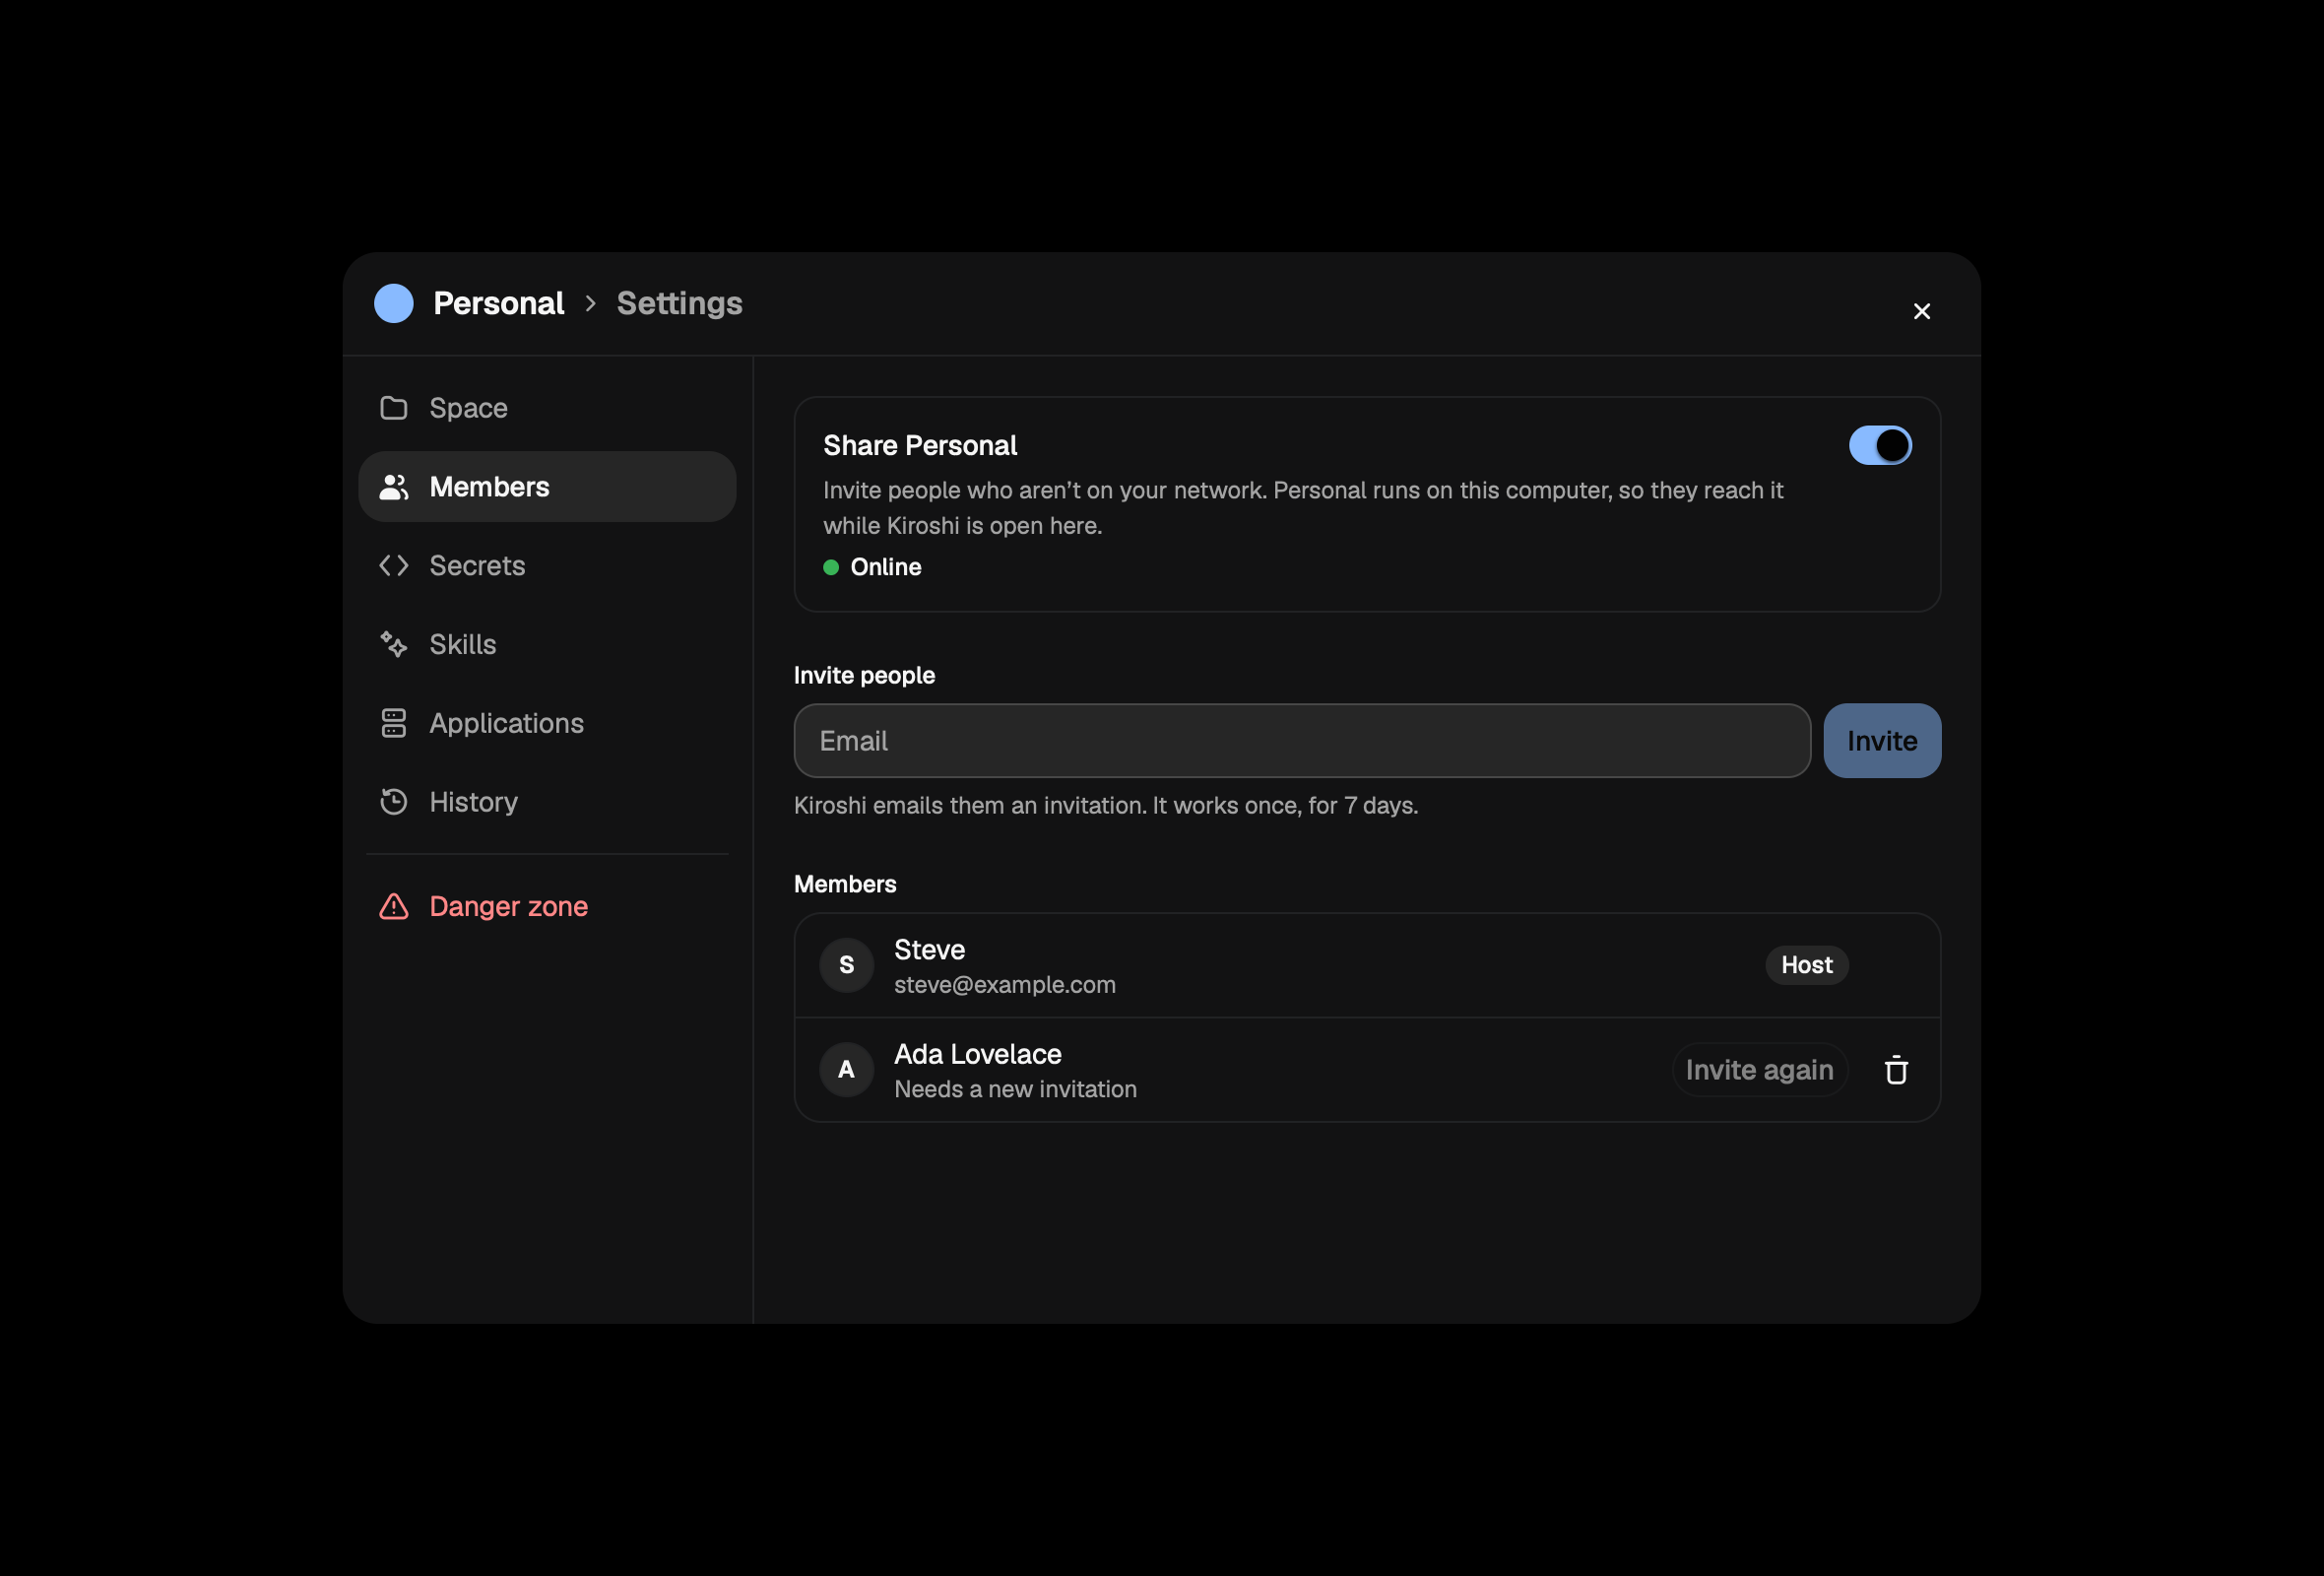 Personal > Settings
Space
Members
Secrets
Skills
Applications
History
Danger zone
Share Personal
Invite people who aren’t on your network. Personal runs on this computer, so they reach it
while Kiroshi is open here.
Online
Invite people
Email
Invite
Kiroshi emails them an invitation. It works once, for 7 days.
Members
S
Steve
steve@example.com
Host
A
Ada Lovelace
Needs a new invitation
Invite again